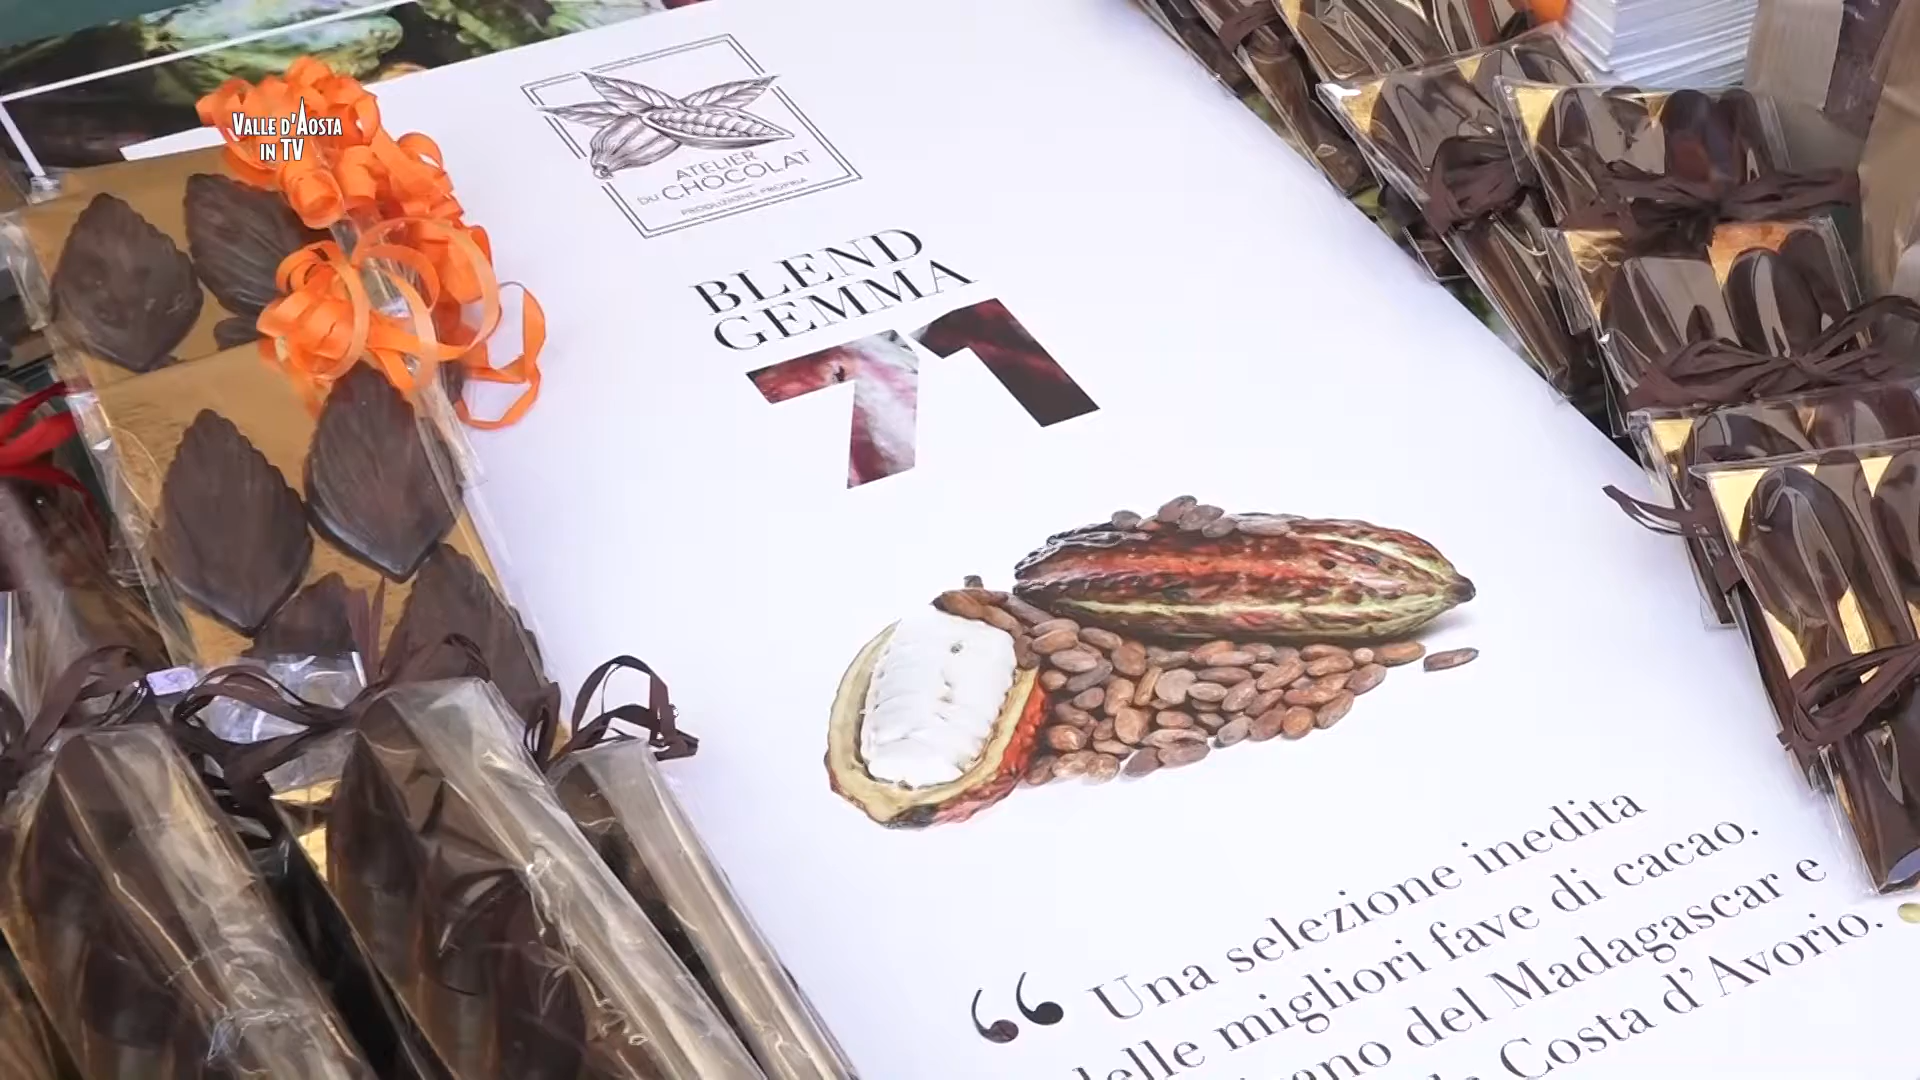 VALLE D'AOSTA
IN TV
ATELIER
DU CHOCOLAT
PRODUZIONE PROPRIA
BLEND
GEMMA
71
“ Una selezione inedita
delle migliori fave di cacao.
del Madagascar e
Costa d'Avorio.